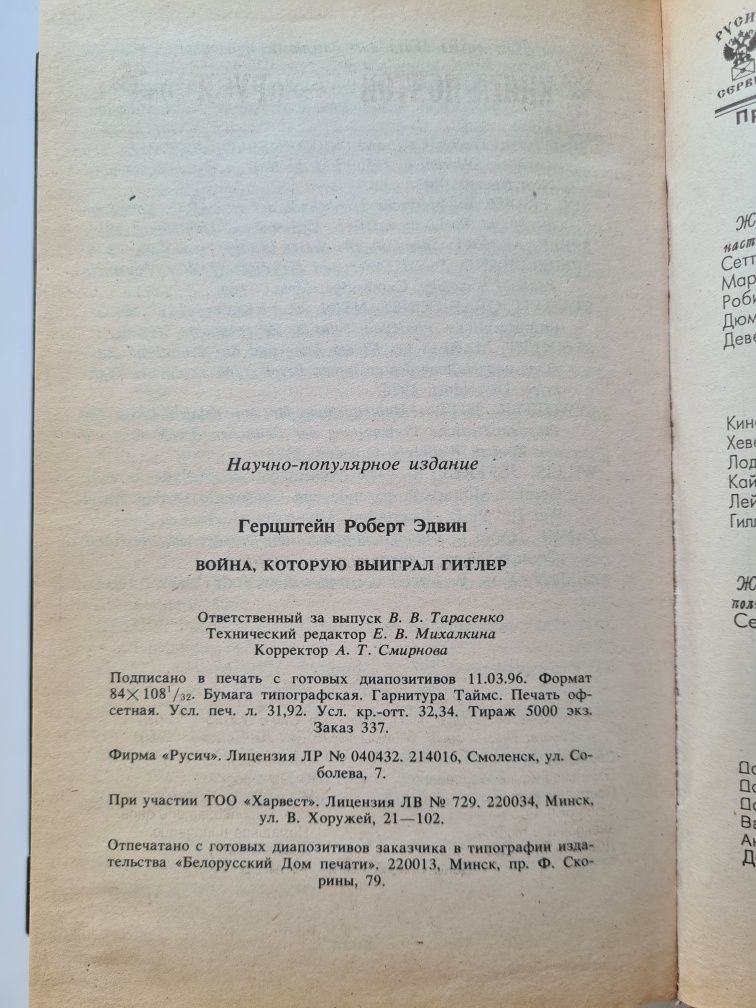 Научно-популярное издание
Герцштейн Роберт Эдвин
ВОЙНА, КОТОРУЮ ВЫИГРАЛ ГИТЛЕР
Ответственный за выпуск В. В. Тарасенко
Технический редактор Е. В. Михалкина
Корректор А. Т. Смирнова
Подписано в печать с готовых диапозитивов 11.03.96. Формат
84×108¹/₃₂. Бумага типографская. Гарнитура Таймс. Печать оф-
сетная. Усл. печ. л. 31,92. Усл. кр.-отт. 32,34. Тираж 5000 экз.
Заказ 337.
Фирма «Русич». Лицензия ЛР № 040432. 214016, Смоленск, ул. Со-
болева, 7.
При участии ТОО «Харвест». Лицензия ЛВ № 729. 220034, Минск,
ул. В. Хоружей, 21—102.
Отпечатано с готовых диапозитивов заказчика в типографии изда-
тельства «Белорусский Дом печати». 220013, Минск, пр. Ф. Ско-
рины, 79.